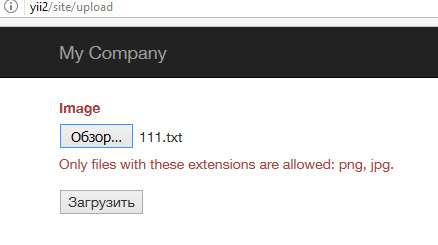 yii2/site/upload
My Company
Image
Обзор... 111.txt
Only files with these extensions are allowed: png, jpg.
Загрузить